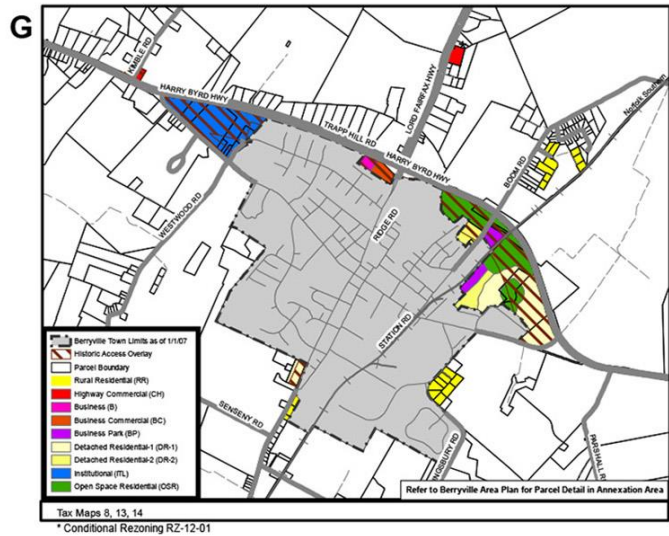 G
KIMBLE RD
HARRY BYRD HWY
TRAPP HILL RD
LORD FAIRFAX HWY
HARRY BYRD HWY
BOOM RD
Norfolk Southern
WESTWOOD RD
RIDGE RD
STATION RD
SENSENY RD
PARSHALL R
Berryville Town Limits as of 1/1/07
Historic Access Overlay
Parcel Boundary
Rural Residential (RR)
Highway Commercial (CH)
Business (B)
Business Commercial (BC)
Business Park (BP)
Detached Residential-1 (DR-1)
Detached Residential-2 (DR-2)
Institutional (ITL)
Open Space Residential (OSR)
Refer to Berryville Area Plan for Parcel Detail in Annexation Area
Tax Maps 8, 13, 14
* Conditional Rezoning RZ-12-01